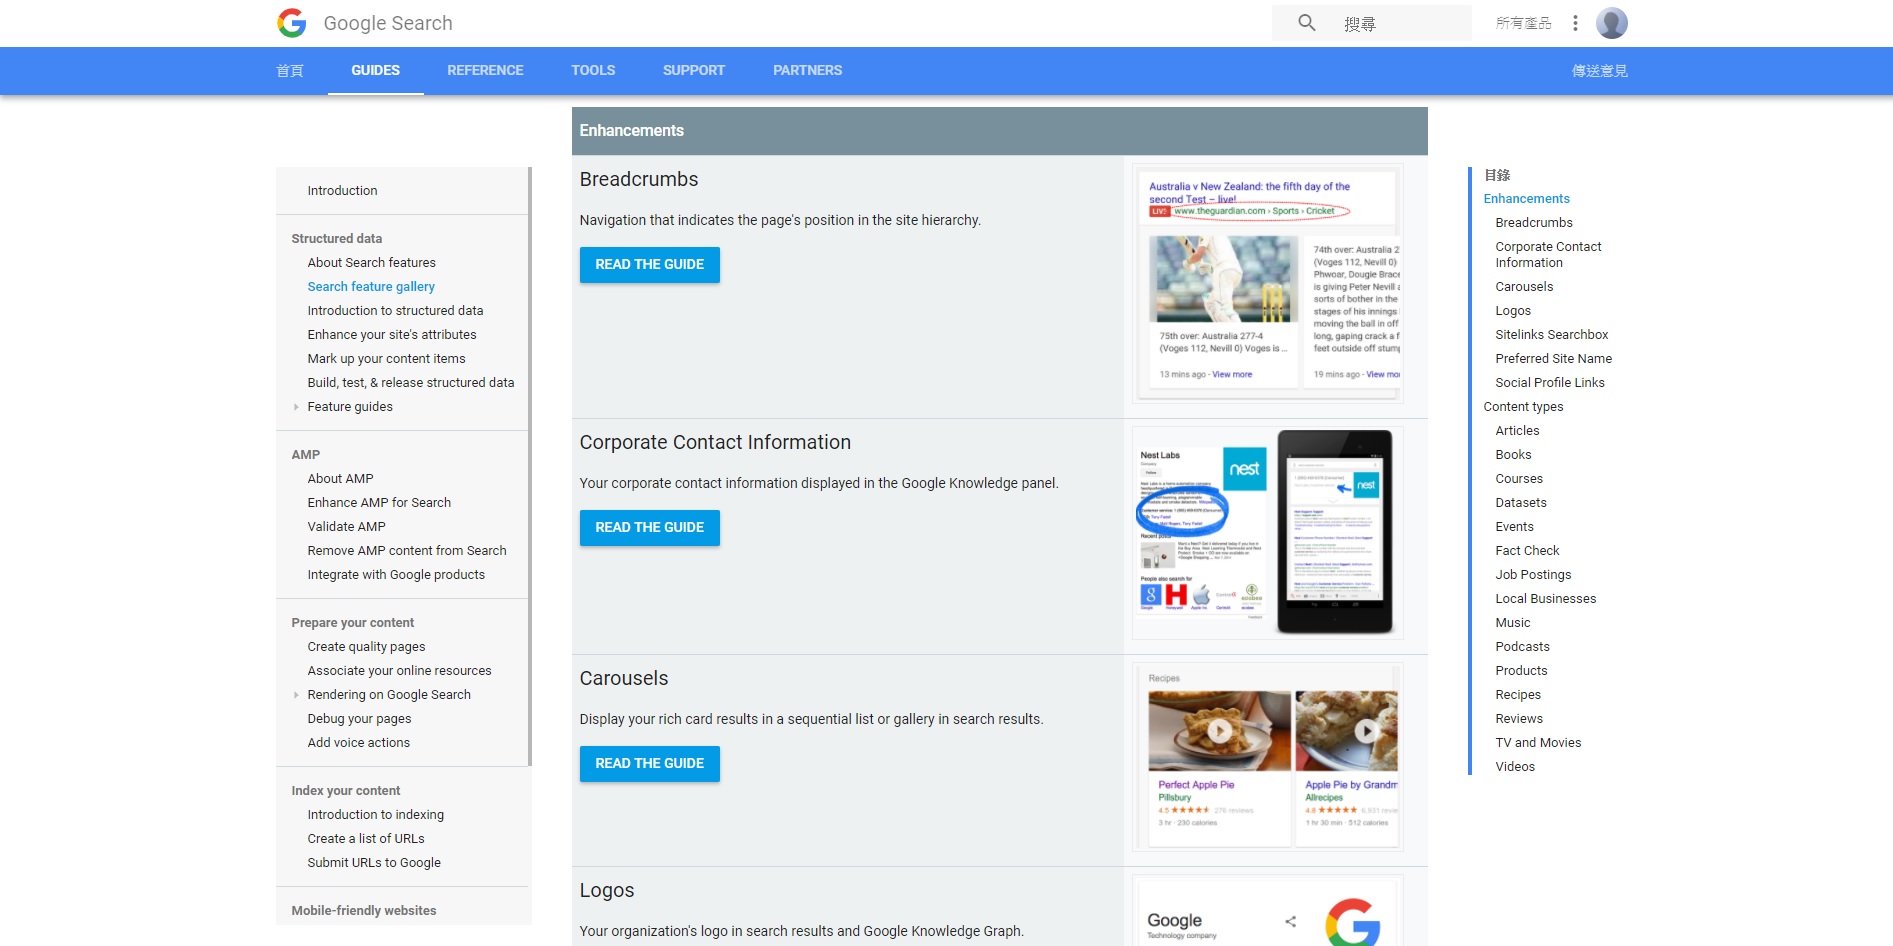 Google Search
搜尋
所有產品
首頁
GUIDES
REFERENCE
TOOLS
SUPPORT
PARTNERS
傳送意見
Introduction
Structured data
About Search features
Search feature gallery
Introduction to structured data
Enhance your site's attributes
Mark up your content items
Build, test, & release structured data
Feature guides
AMP
About AMP
Enhance AMP for Search
Validate AMP
Remove AMP content from Search
Integrate with Google products
Prepare your content
Create quality pages
Associate your online resources
Rendering on Google Search
Debug your pages
Add voice actions
Index your content
Introduction to indexing
Create a list of URLs
Submit URLs to Google
Mobile-friendly websites
Enhancements
Breadcrumbs
Navigation that indicates the page's position in the site hierarchy.
READ THE GUIDE
Australia v New Zealand: the fifth day of the
second Test – live!
LIVE www.theguardian.com › Sports › Cricket
75th over: Australia 277-4
(Voges 112, Nevill 0) Voges is ...
13 mins ago - View more
74th over: Australia 2
(Voges 112, Nevill 0)
Phwoar, Dougie Brace
is giving Peter Nevill a
sorts of bother in the
stages of his innings
moving the ball in off
long, gaping crack a f
feet outside off stump
19 mins ago - View mo
Corporate Contact Information
Your corporate contact information displayed in the Google Knowledge panel.
READ THE GUIDE
Nest Labs
Company
Follow
nest
Recent posts
People also search for
Google
nest
Carousels
Display your rich card results in a sequential list or gallery in search results.
READ THE GUIDE
Recipes
Perfect Apple Pie
Pillsbury
4.5 276 reviews
3 hr · 230 calories
Apple Pie by Grandm
Allrecipes
4.8 6,931 revie
1 hr 30 min · 512 calories
Logos
Your organization's logo in search results and Google Knowledge Graph.
Google
Technology company
目錄
Enhancements
Breadcrumbs
Corporate Contact
Information
Carousels
Logos
Sitelinks Searchbox
Preferred Site Name
Social Profile Links
Content types
Articles
Books
Courses
Datasets
Events
Fact Check
Job Postings
Local Businesses
Music
Podcasts
Products
Recipes
Reviews
TV and Movies
Videos